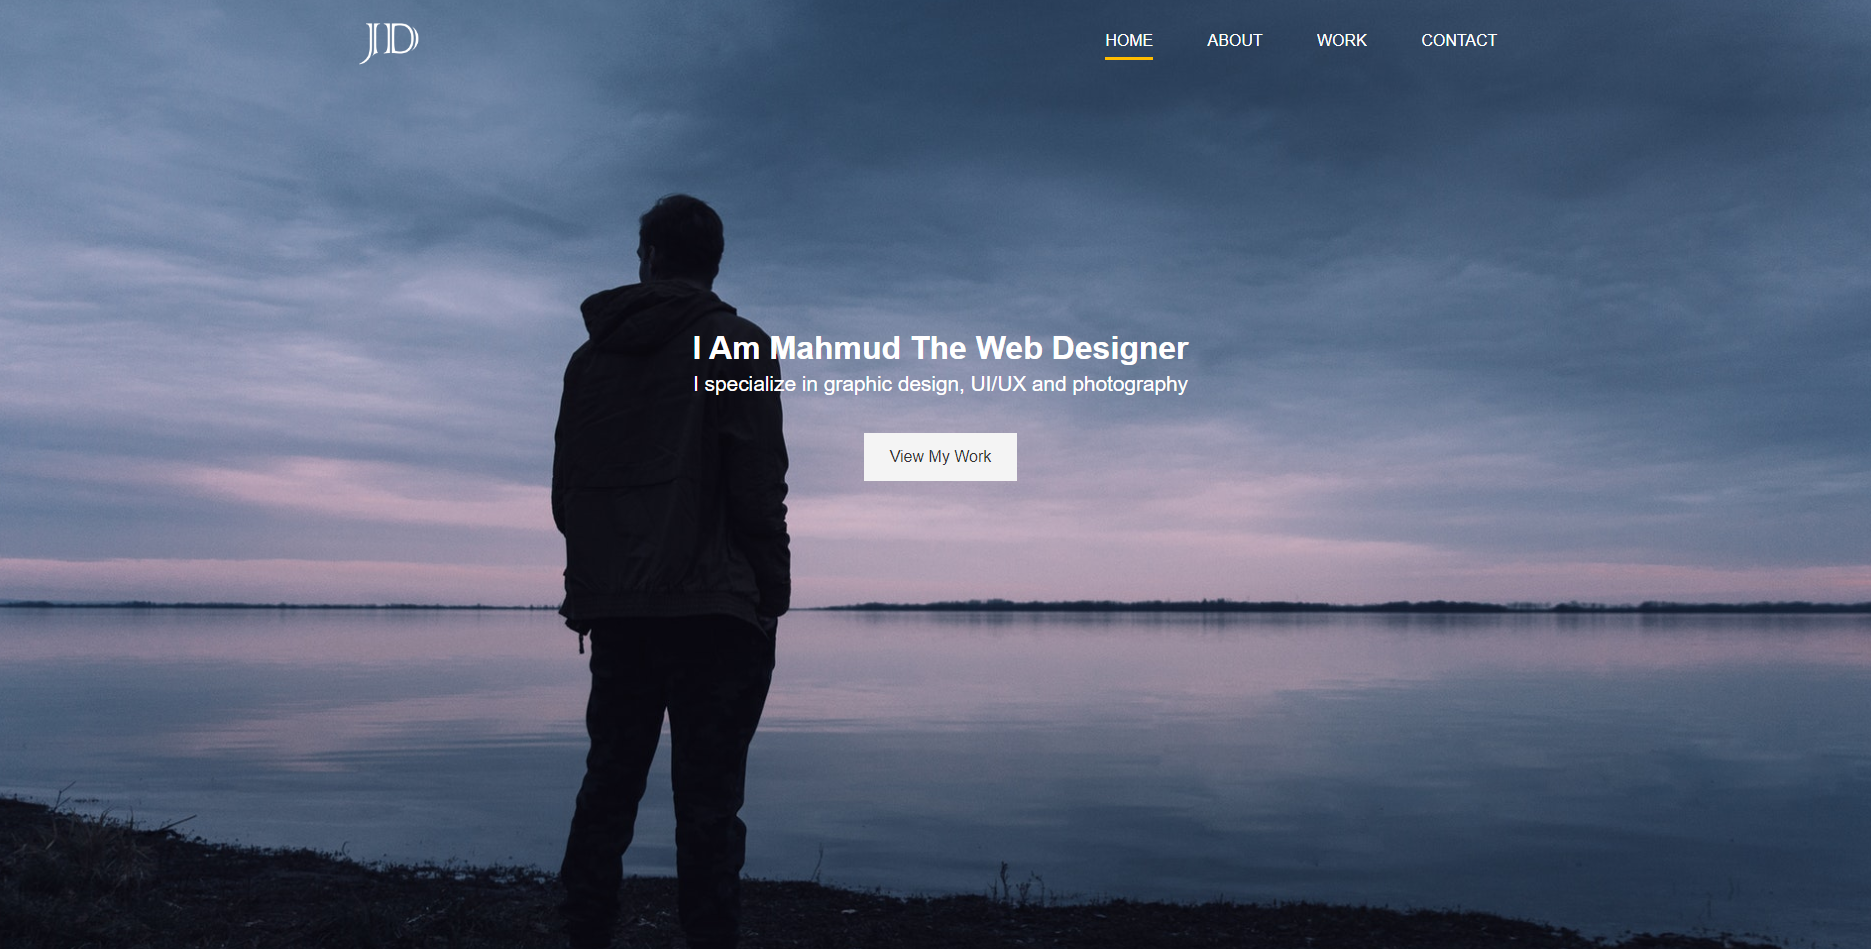 JD
HOME ABOUT WORK CONTACT
I Am Mahmud The Web Designer
I specialize in graphic design, UI/UX and photography
View My Work